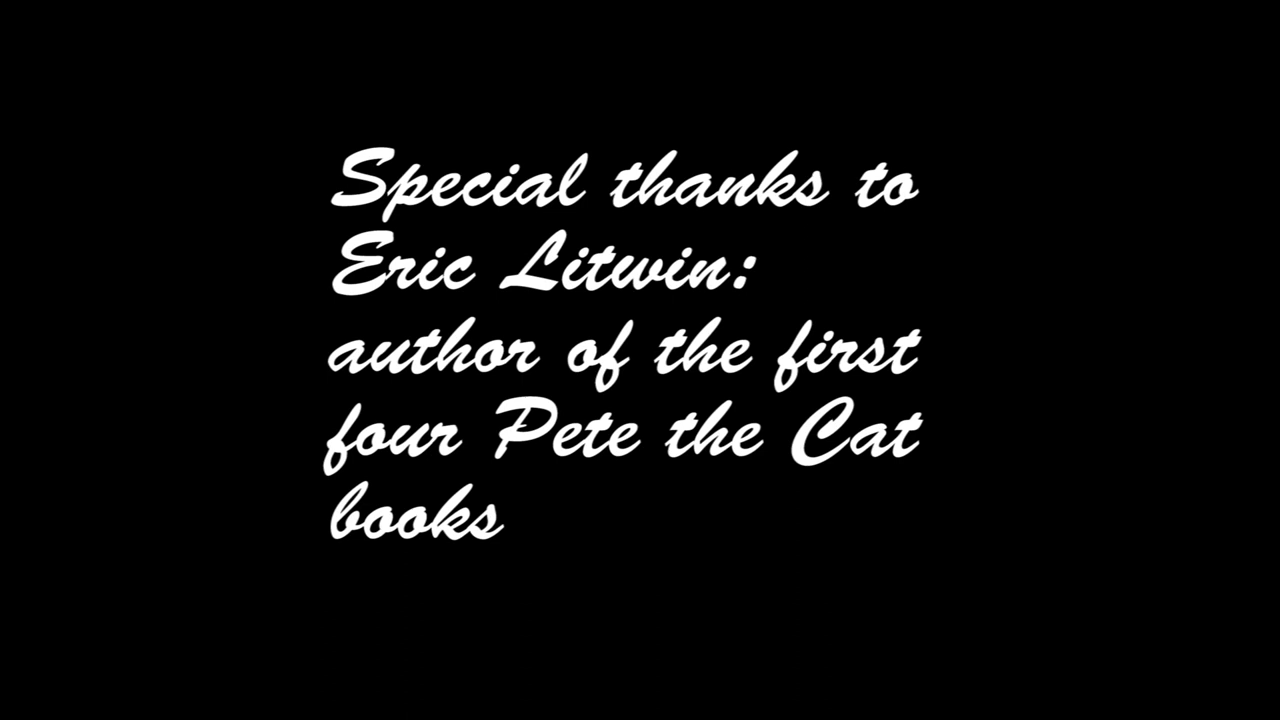 Special thanks to
Eric Litwin:
author of the first
four Pete the Cat
books